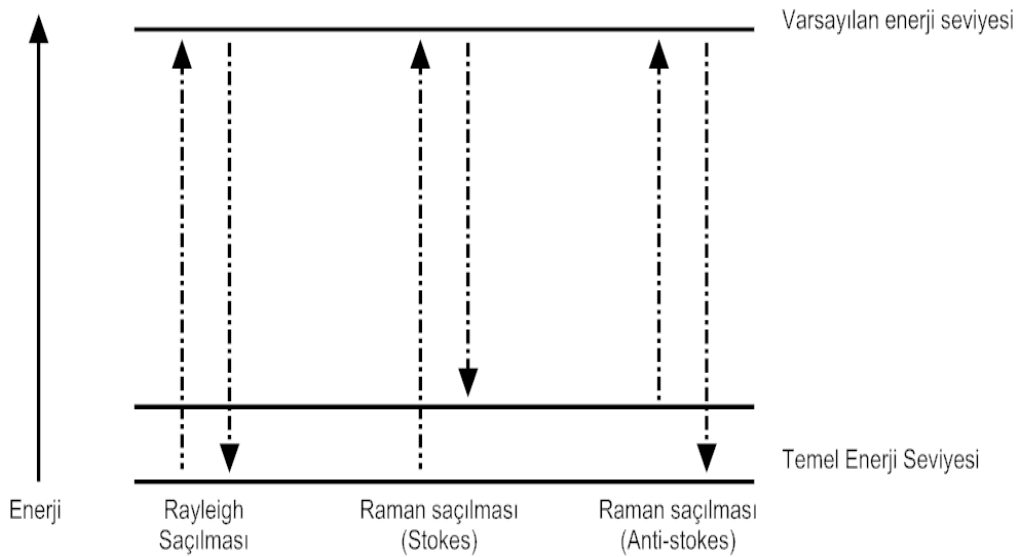 Varsayılan enerji seviyesi
Temel Enerji Seviyesi
Enerji
Rayleigh
Saçılması
Raman saçılması
(Stokes)
Raman saçılması
(Anti-stokes)